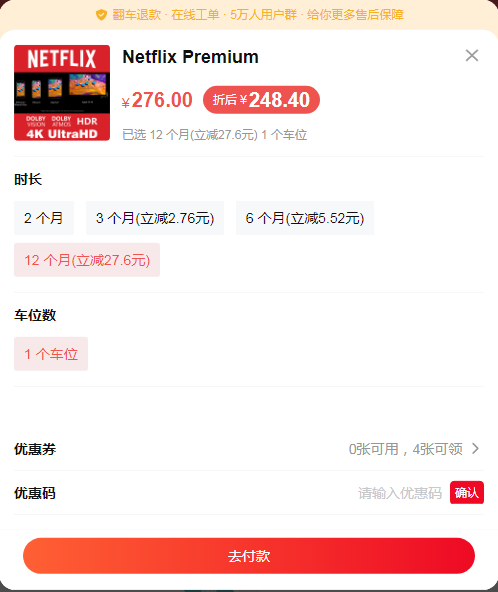 翻车退款 · 在线工单 · 5万人用户群 · 给你更多售后保障
NETFLIX
DOLBY VISION DOLBY ATMOS HDR
4K UltraHD
Netflix Premium
¥276.00 折后 ¥248.40
已选 12 个月(立减27.6元) 1 个车位
时长
2 个月 3 个月(立减2.76元) 6 个月(立减5.52元)
12 个月(立减27.6元)
车位数
1 个车位
优惠券 0张可用，4张可领
优惠码 请输入优惠码 确认
去付款